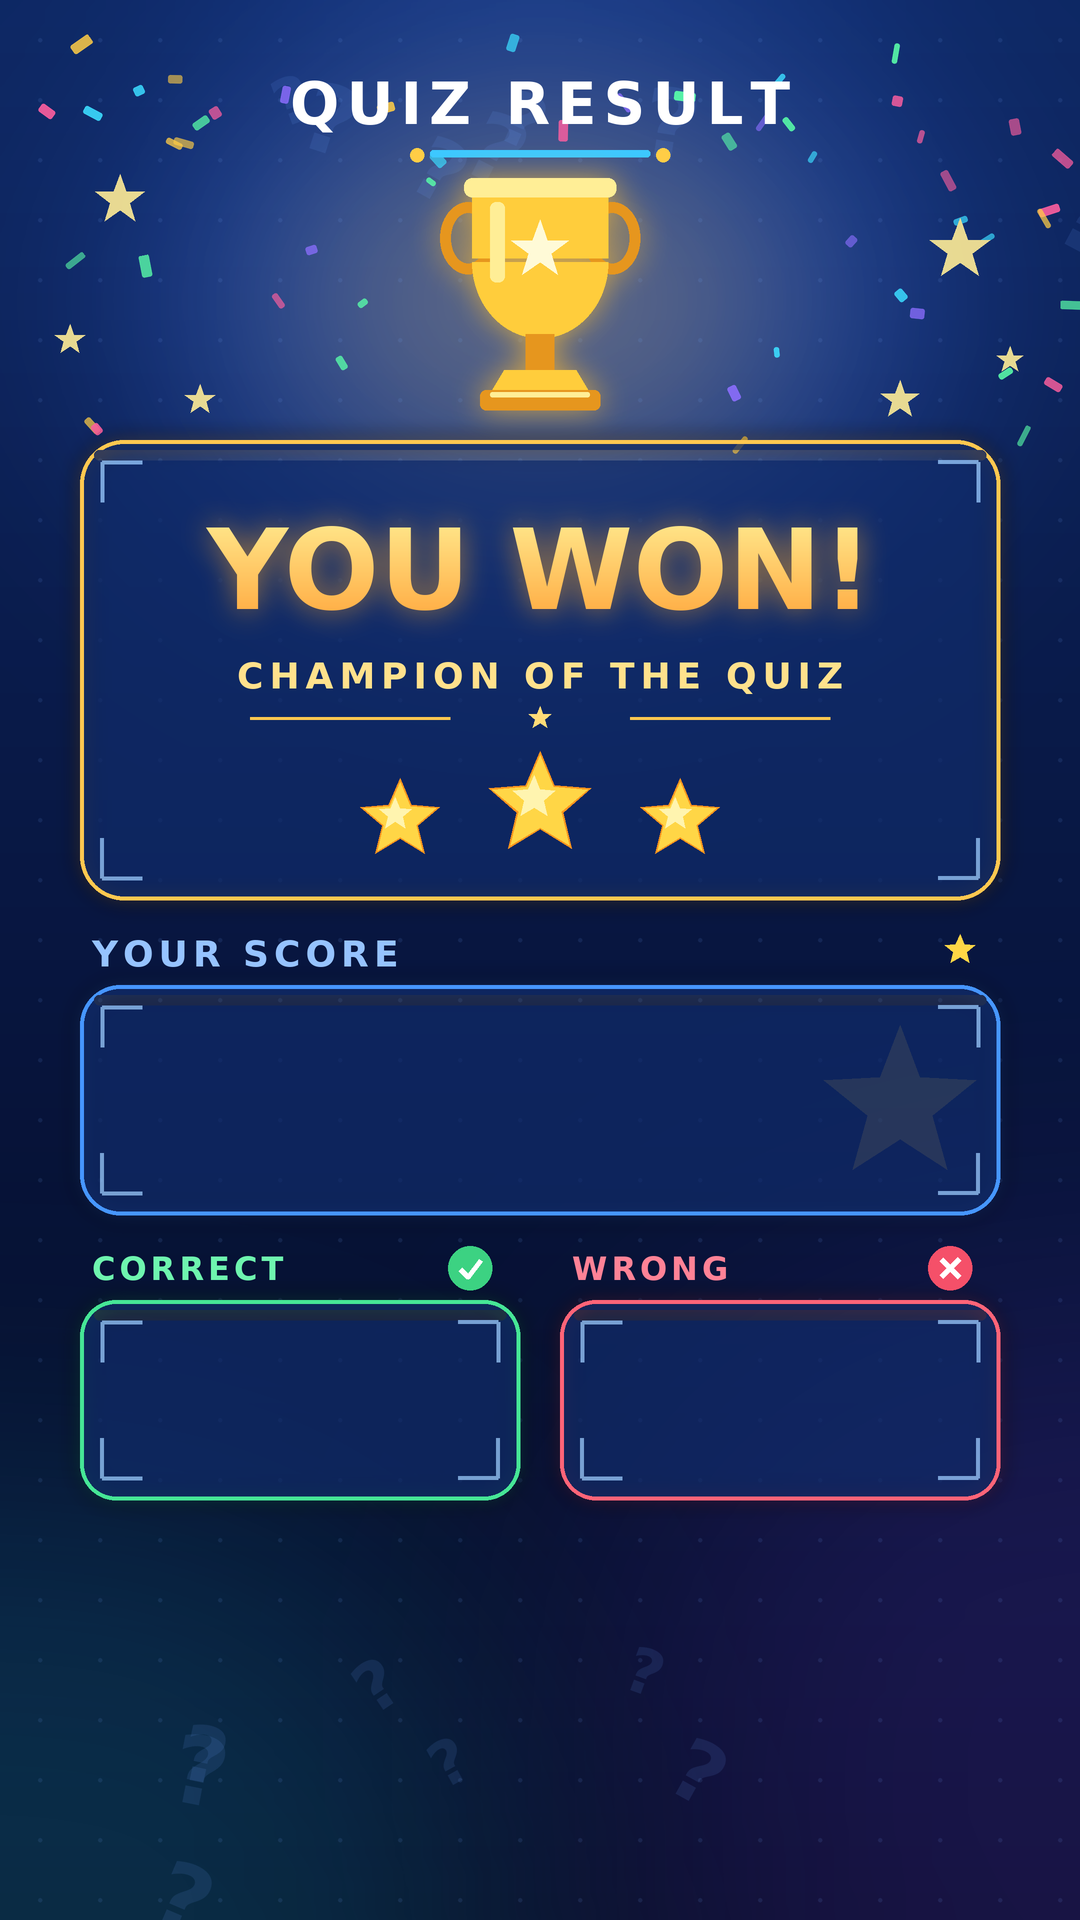 QUIZ RESULT
YOU WON!
CHAMPION OF THE QUIZ
YOUR SCORE
CORRECT
WRONG
?
?
?
?
?
?